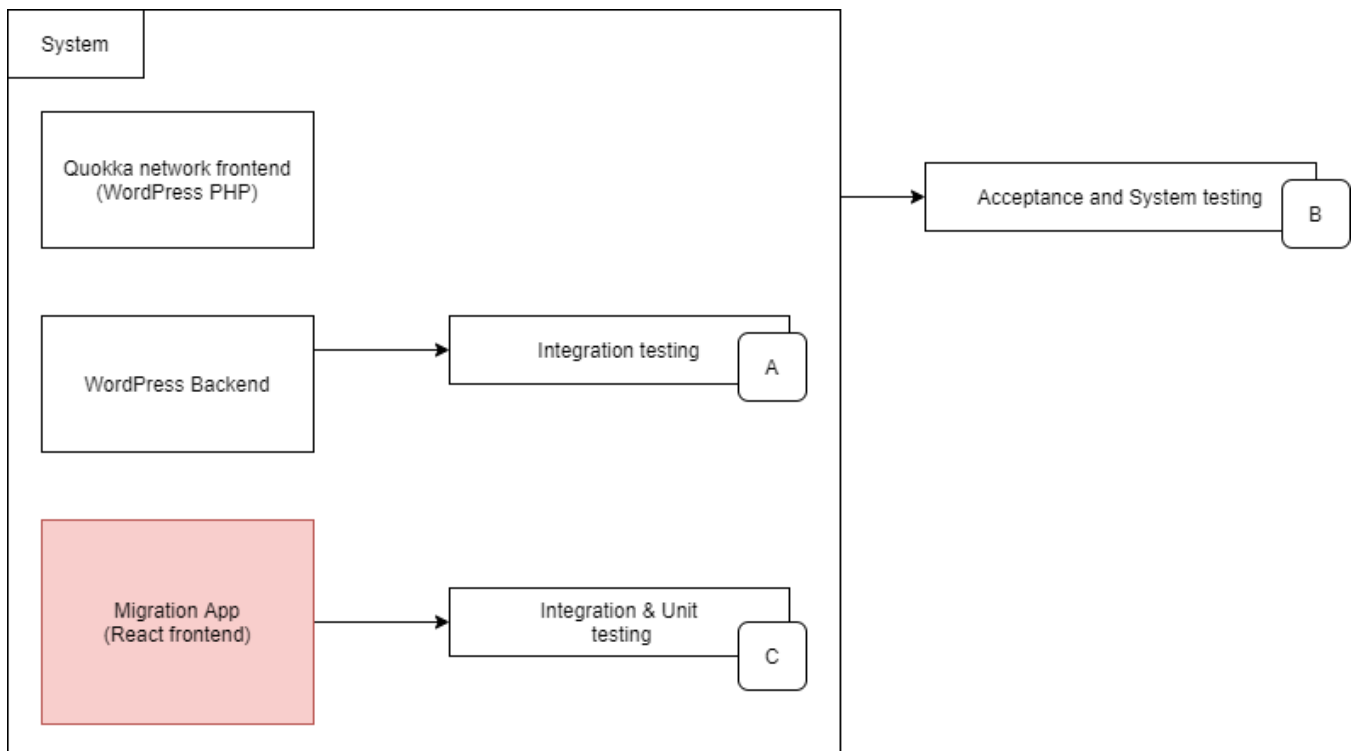 System
Quokka network frontend
(WordPress PHP)
Acceptance and System testing
B
WordPress Backend
Integration testing
A
Migration App
(React frontend)
Integration & Unit
testing
C